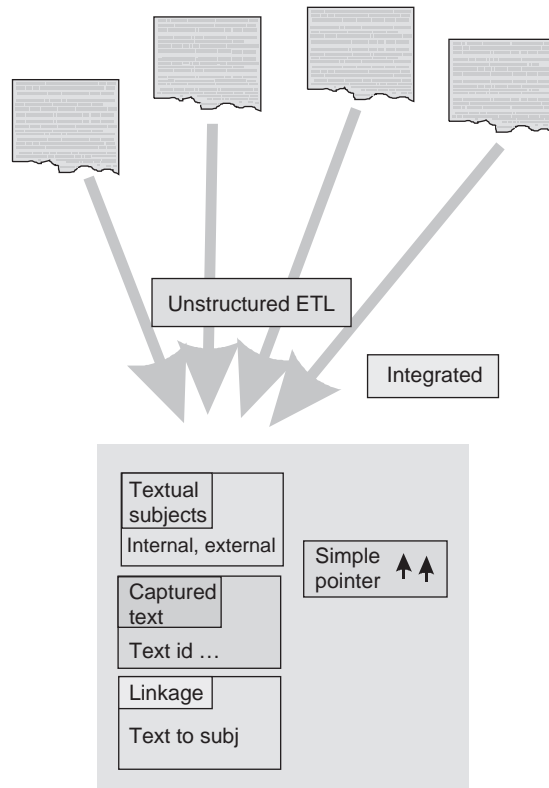 Unstructured ETL
Integrated
Textual
subjects
Internal, external
Simple
pointer
Captured
text
Text id …
Linkage
Text to subj